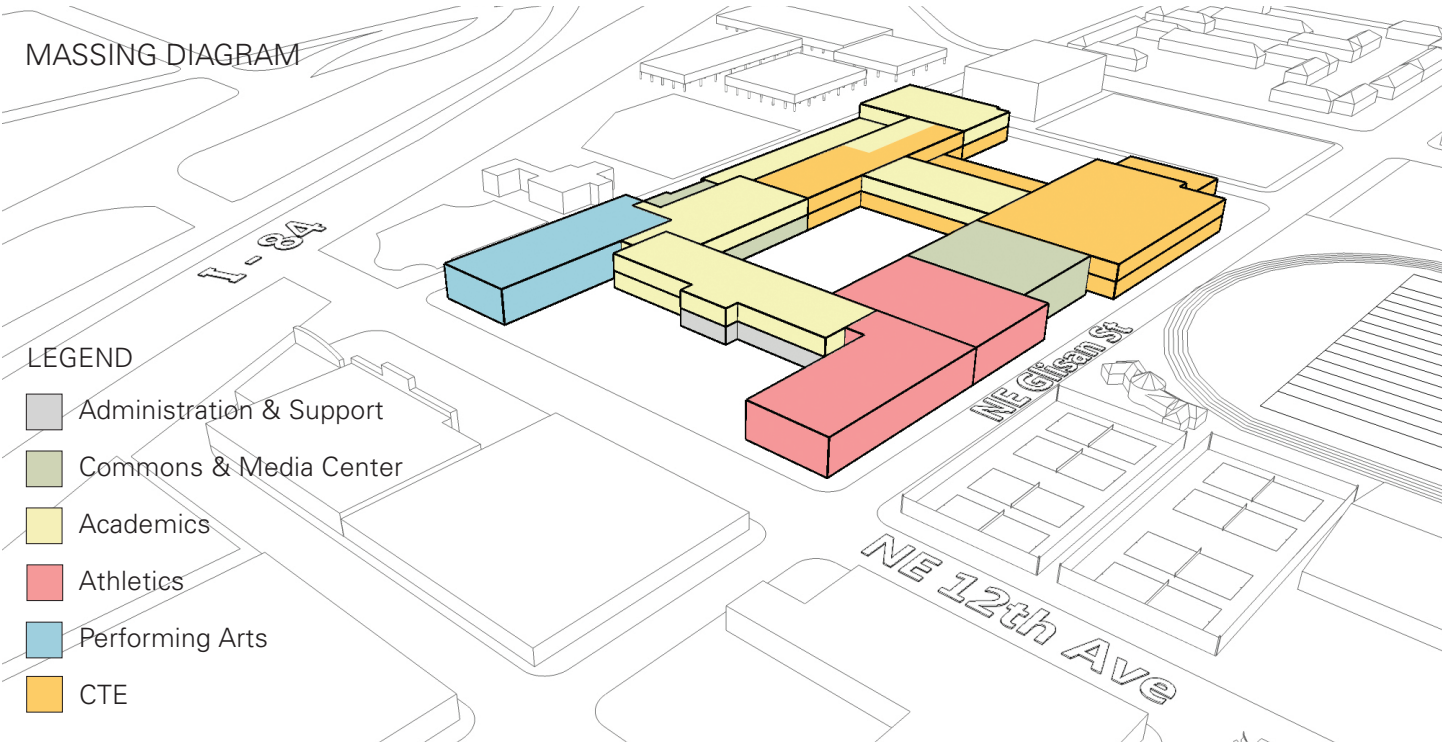 MASSING DIAGRAM
I - 84
NE Glisan St
LEGEND
Administration & Support
Commons & Media Center
Academics
Athletics
Performing Arts
CTE
NE 12th Ave